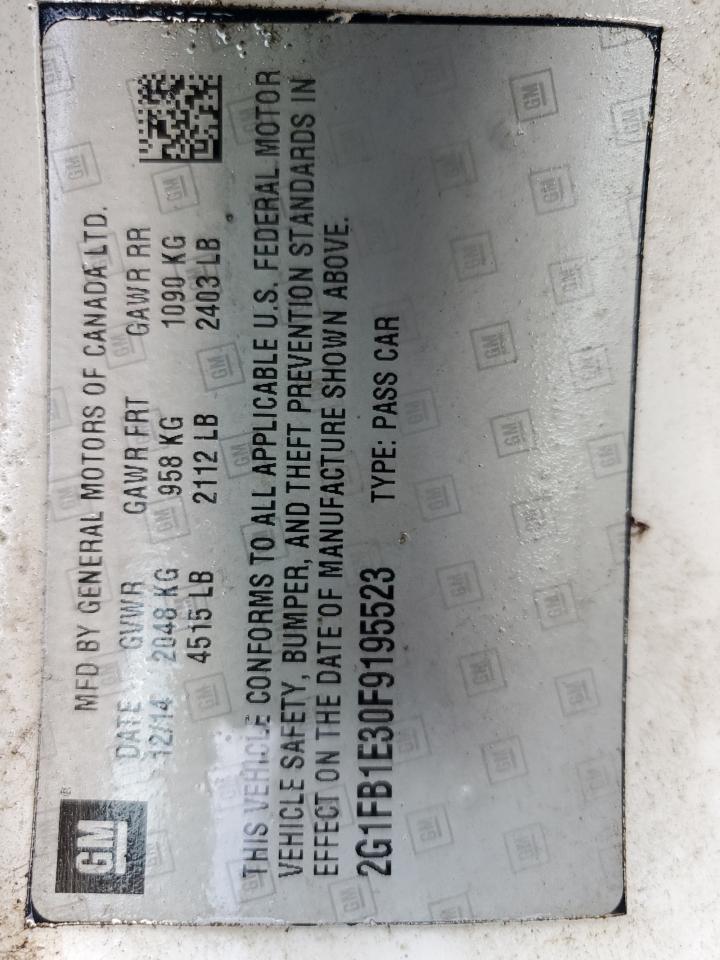 GM®
MFD BY GENERAL MOTORS OF CANADA LTD.
DATE GVWR GAWR FRT GAWR RR
12/14 2048 KG 958 KG 1090 KG
4515 LB 2112 LB 2403 LB
THIS VEHICLE CONFORMS TO ALL APPLICABLE U.S. FEDERAL MOTOR
VEHICLE SAFETY, BUMPER, AND THEFT PREVENTION STANDARDS IN
EFFECT ON THE DATE OF MANUFACTURE SHOWN ABOVE.
2G1FB1E30F9195523 TYPE: PASS CAR